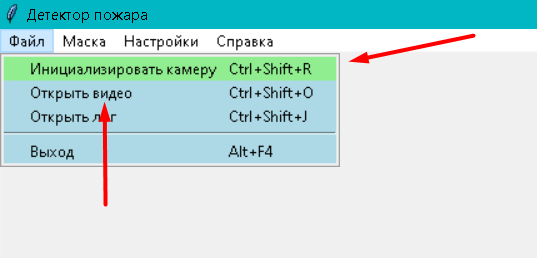 Детектор пожара
Файл Маска Настройки Справка
Инициализировать камеру Ctrl+Shift+R
Открыть видео Ctrl+Shift+O
Открыть лог Ctrl+Shift+J
Выход Alt+F4